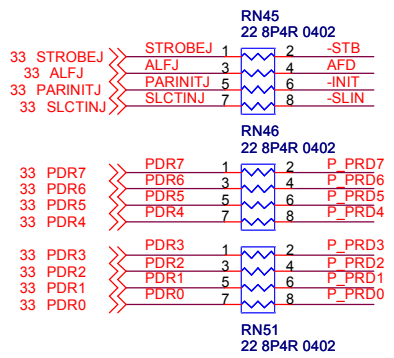 RN45
22 8P4R 0402
33 STROBEJ STROBEJ 1 2 -STB
33 ALFJ ALFJ 3 4 AFD
33 PARINITJ PARINITJ 5 6 -INIT
33 SLCTINJ SLCTINJ 7 8 -SLIN
RN46
22 8P4R 0402
33 PDR7 PDR7 1 2 P_PRD7
33 PDR6 PDR6 3 4 P_PRD6
33 PDR5 PDR5 5 6 P_PRD5
33 PDR4 PDR4 7 8 P_PRD4
33 PDR3 PDR3 1 2 P_PRD3
33 PDR2 PDR2 3 4 P_PRD2
33 PDR1 PDR1 5 6 P_PRD1
33 PDR0 PDR0 7 8 P_PRD0
RN51
22 8P4R 0402